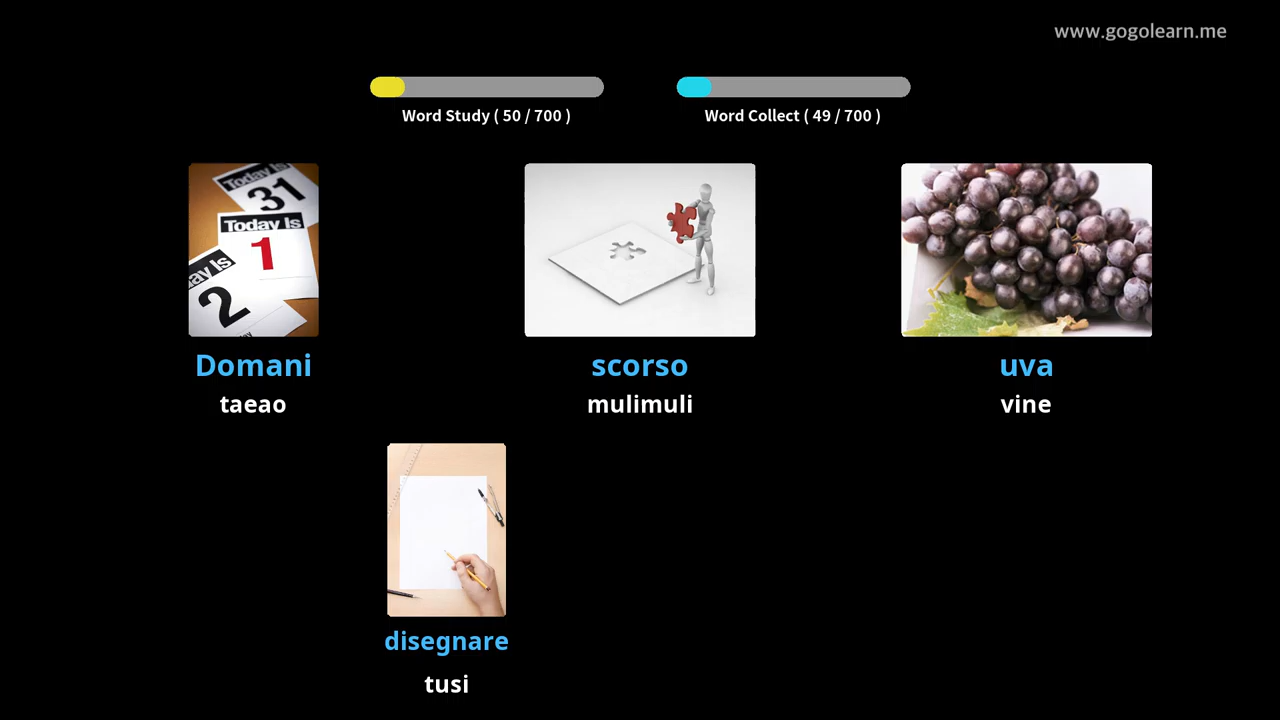 www.gogolearn.me
Word Study ( 50 / 700 )
Word Collect ( 49 / 700 )
Today Is
31
Today Is
1
ay Is
2
Domani
scorso
uva
taeao
mulimuli
vine
disegnare
tusi